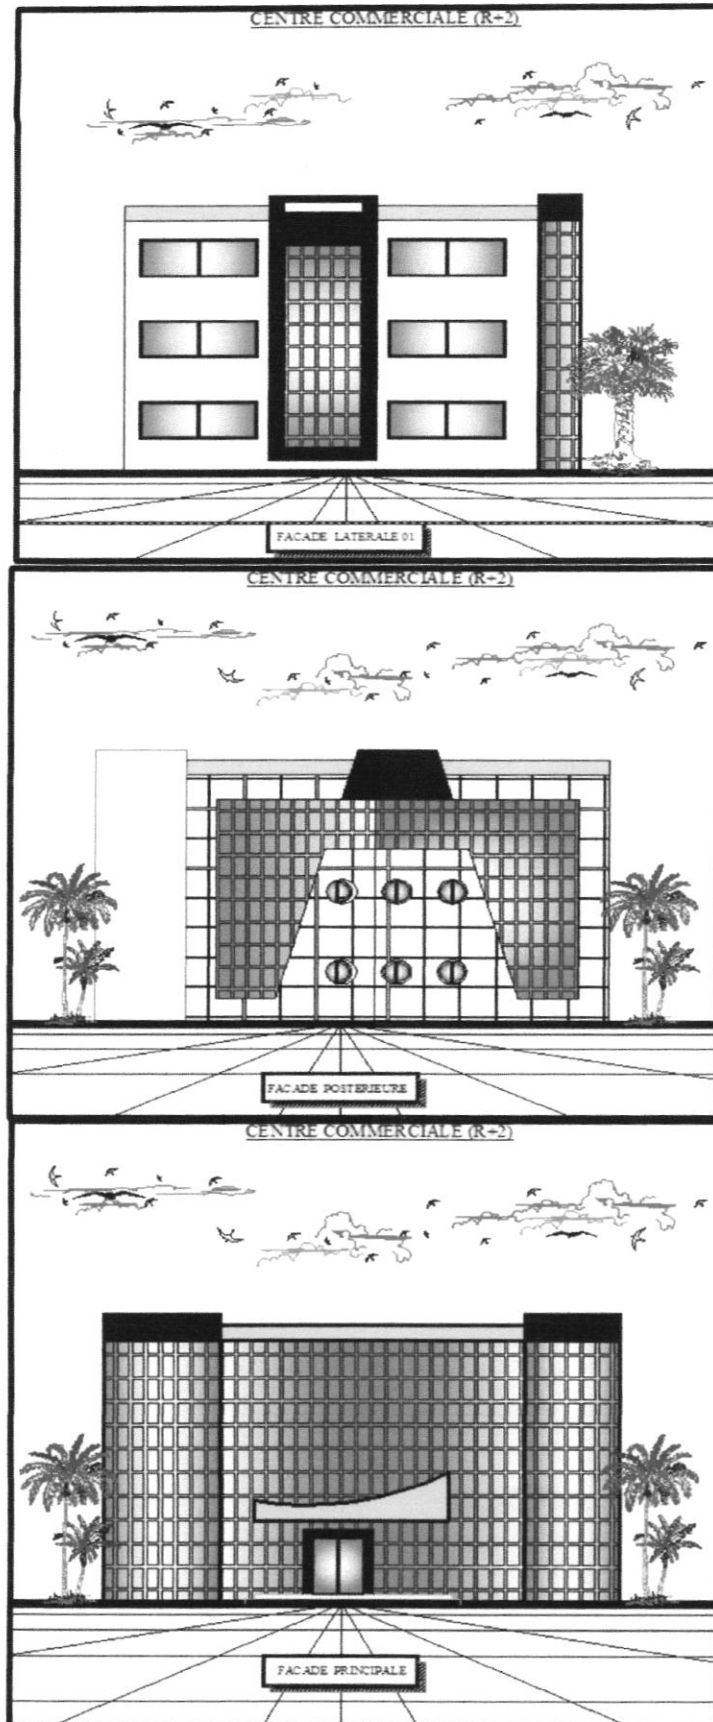 CENTRE COMMERCIALE (R+2)
FACADE LATERALE 01
CENTRE COMMERCIALE (R+2)
FACADE POSTERIEURE
CENTRE COMMERCIALE (R+2)
FACADE PRINCIPALE